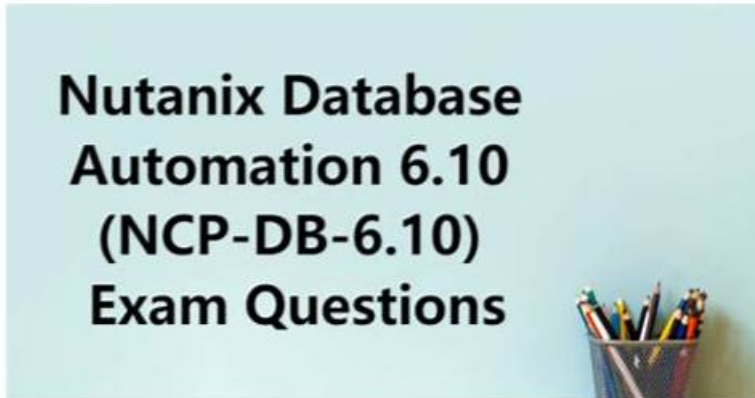 Nutanix Database
Automation 6.10
(NCP-DB-6.10)
Exam Questions